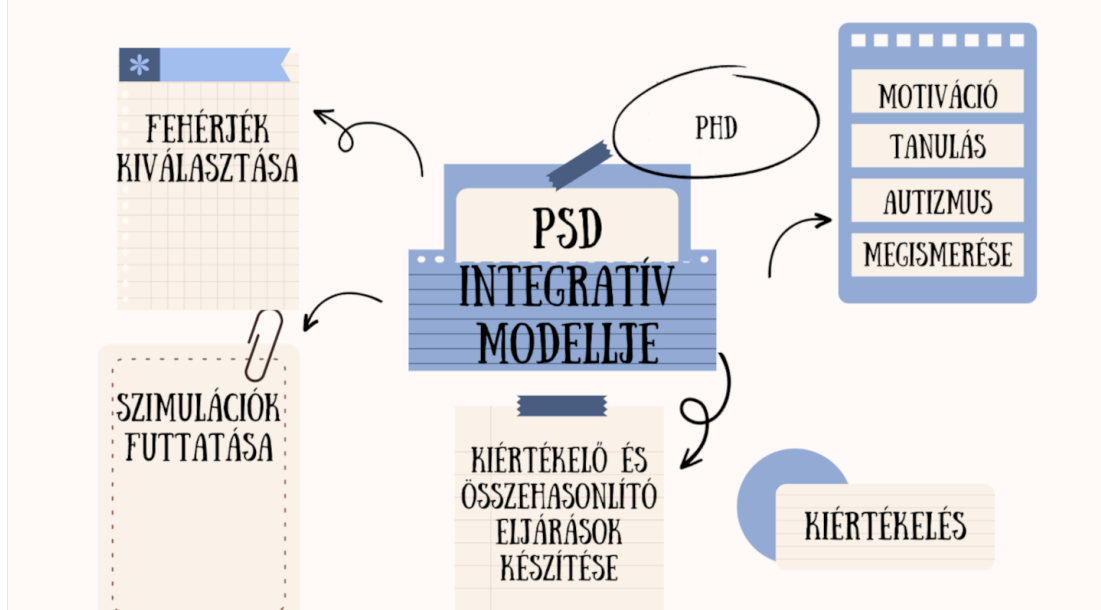 FEHÉRJÉK
KIVÁLASZTÁSA
PHD
MOTIVÁCIÓ
TANULÁS
AUTIZMUS
MEGISMERÉSE
PSD
INTEGRATÍV
MODELLJE
SZIMULÁCIÓK
FUTTATÁSA
KIÉRTÉKELŐ ÉS
ÖSSZEHASONLÍTÓ
ELJÁRÁSOK
KÉSZÍTÉSE
KIÉRTÉKELÉS